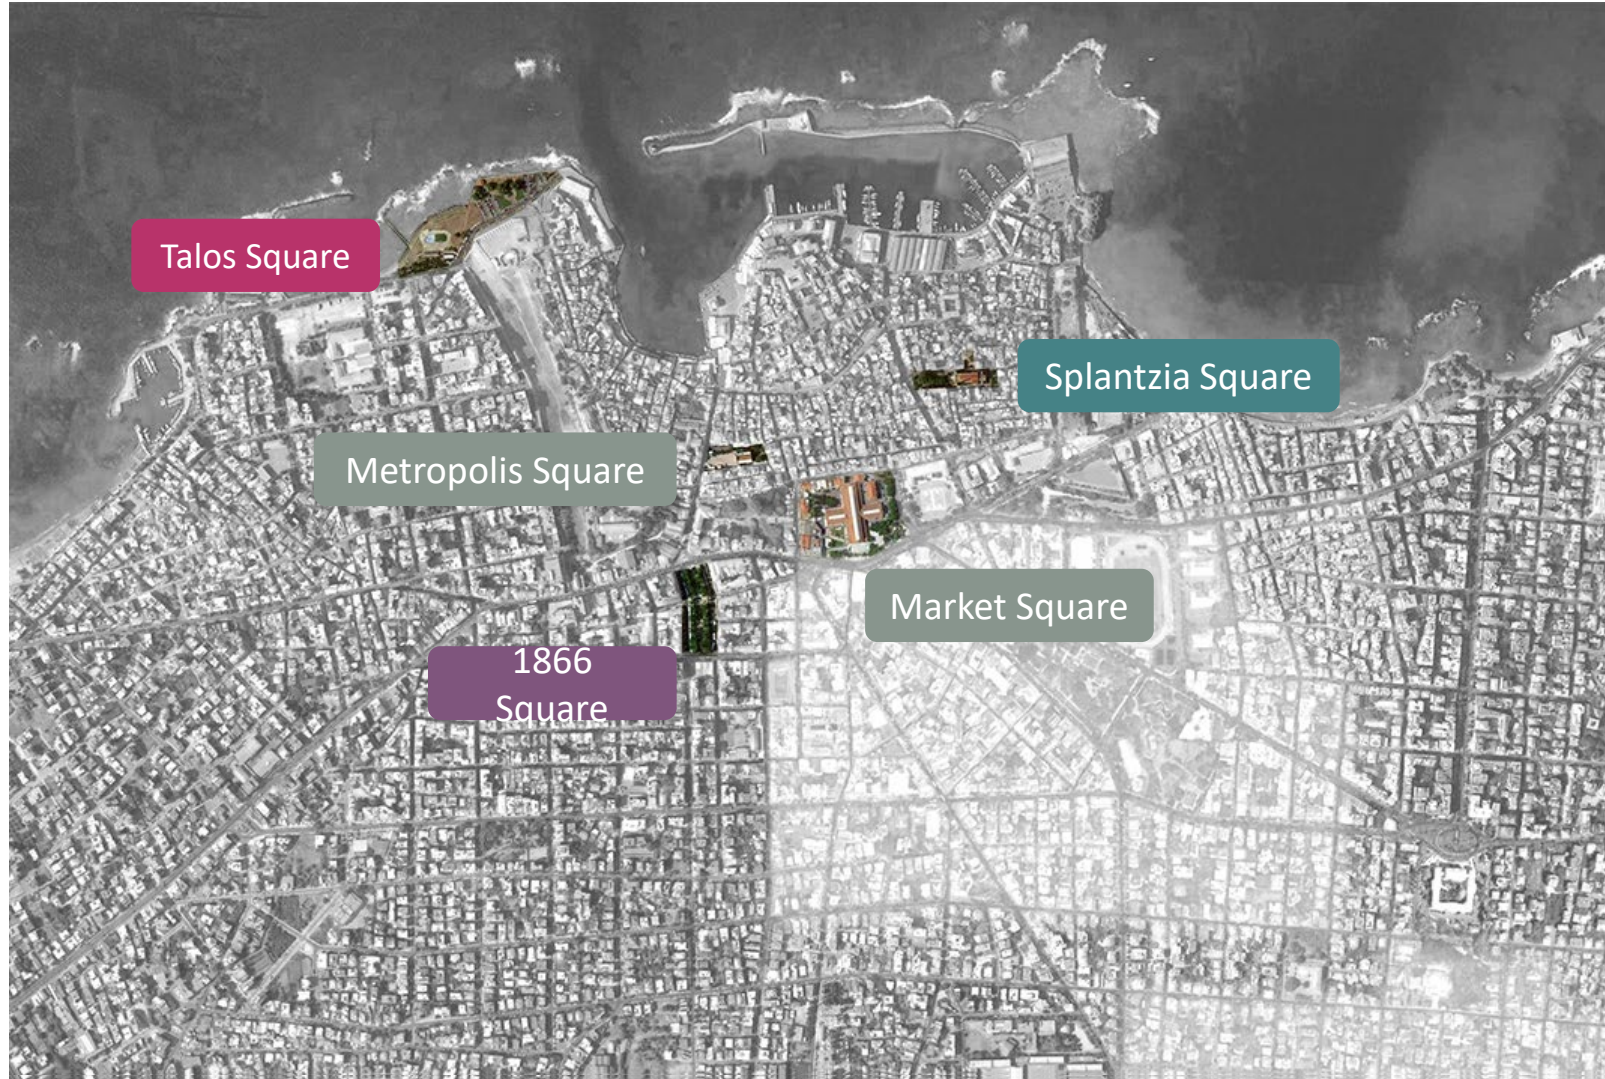 Talos Square
Splantzia Square
Metropolis Square
Market Square
1866
Square